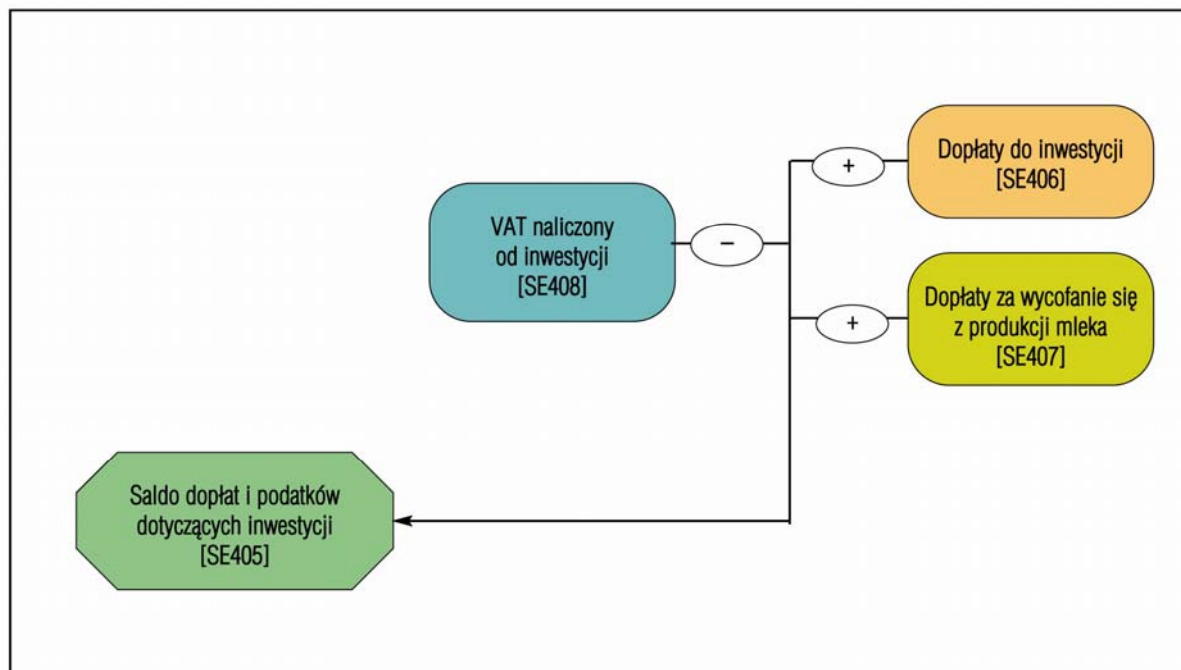 Dopłaty do inwestycji
[SE406]
+
VAT naliczony
od inwestycji
[SE408]
–
Dopłaty za wycofanie się
z produkcji mleka
[SE407]
+
Saldo dopłat i podatków
dotyczących inwestycji
[SE405]